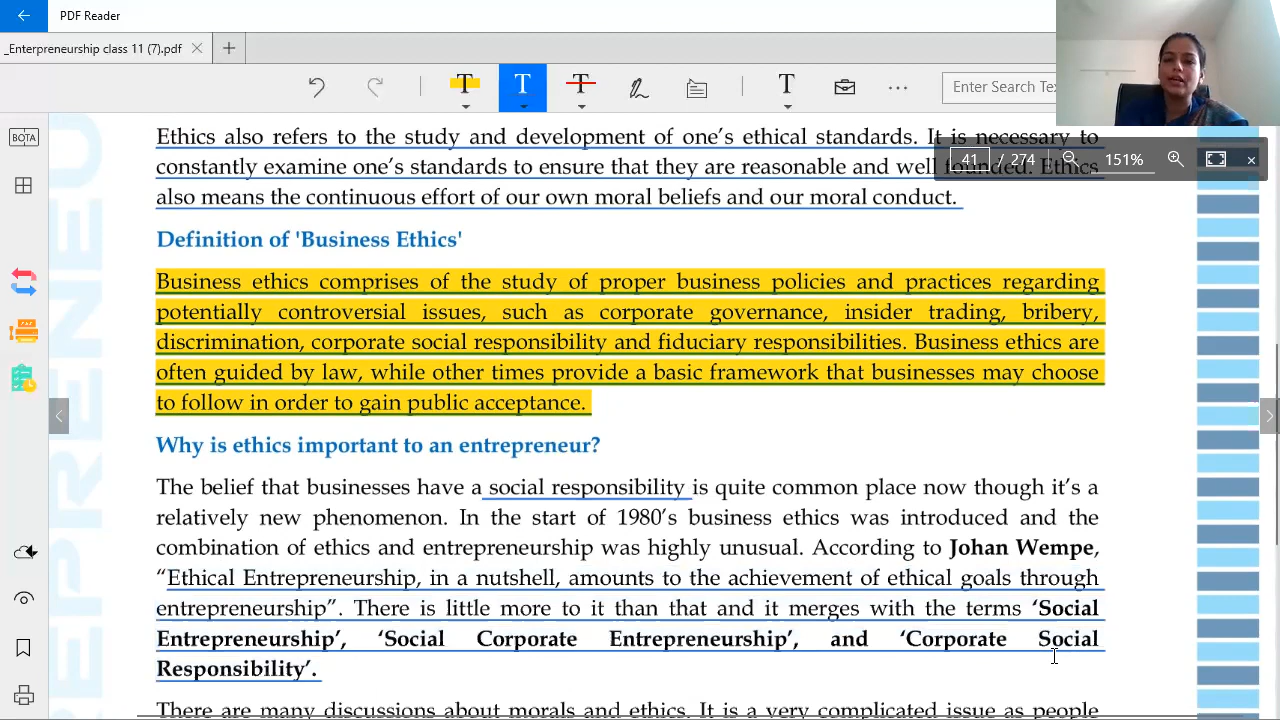 PDF Reader
_Enterpreneurship class 11 (7).pdf
Enter Search Tex
BOTA
41 / 274 151%
Ethics also refers to the study and development of one's ethical standards. It is necessary to
constantly examine one's standards to ensure that they are reasonable and well founded. Ethics
also means the continuous effort of our own moral beliefs and our moral conduct.
Definition of 'Business Ethics'
Business ethics comprises of the study of proper business policies and practices regarding
potentially controversial issues, such as corporate governance, insider trading, bribery,
discrimination, corporate social responsibility and fiduciary responsibilities. Business ethics are
often guided by law, while other times provide a basic framework that businesses may choose
to follow in order to gain public acceptance.
Why is ethics important to an entrepreneur?
The belief that businesses have a social responsibility is quite common place now though it's a
relatively new phenomenon. In the start of 1980's business ethics was introduced and the
combination of ethics and entrepreneurship was highly unusual. According to Johan Wempe,
“Ethical Entrepreneurship, in a nutshell, amounts to the achievement of ethical goals through
entrepreneurship”. There is little more to it than that and it merges with the terms ‘Social
Entrepreneurship’, ‘Social Corporate Entrepreneurship’, and ‘Corporate Social
Responsibility’.
There are many discussions about morals and ethics. It is a very complicated issue as people